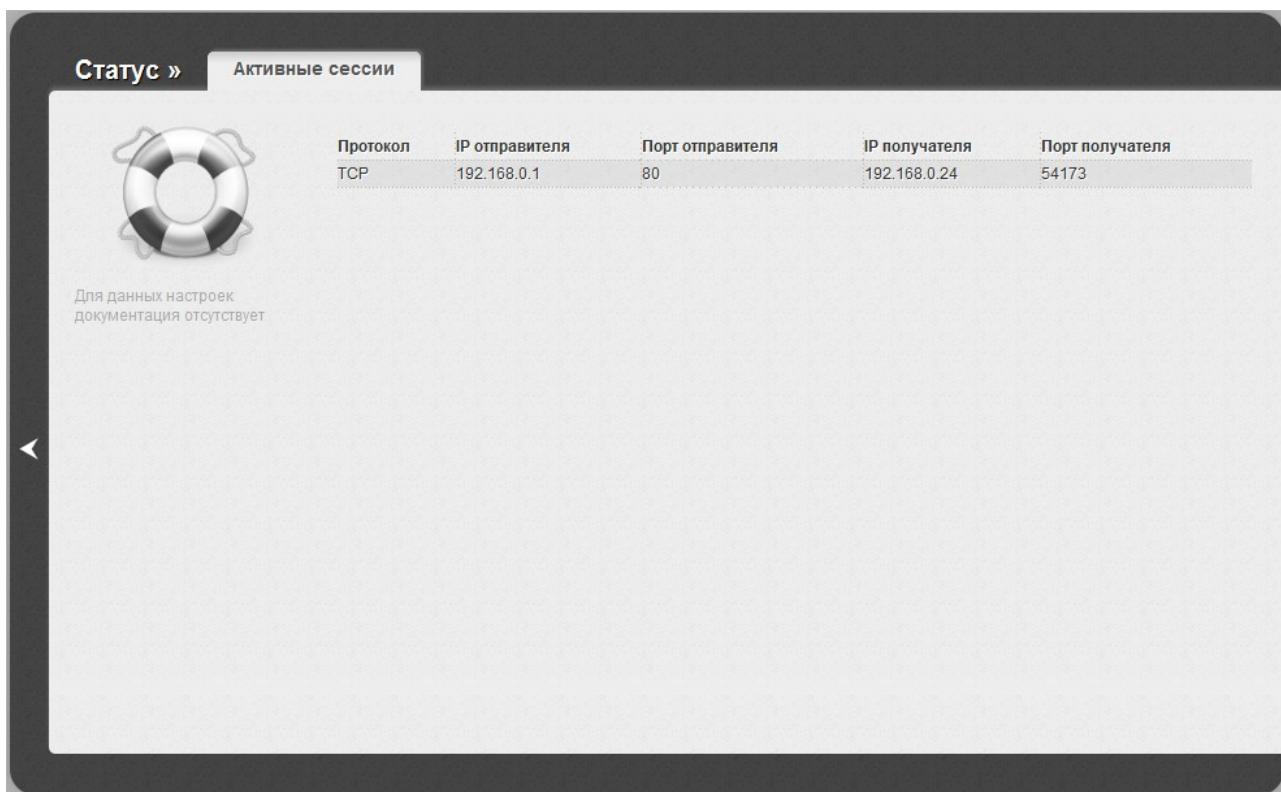 Статус »
Активные сессии
Протокол IP отправителя Порт отправителя IP получателя Порт получателя
TCP 192.168.0.1 80 192.168.0.24 54173
Для данных настроек
документация отсутствует